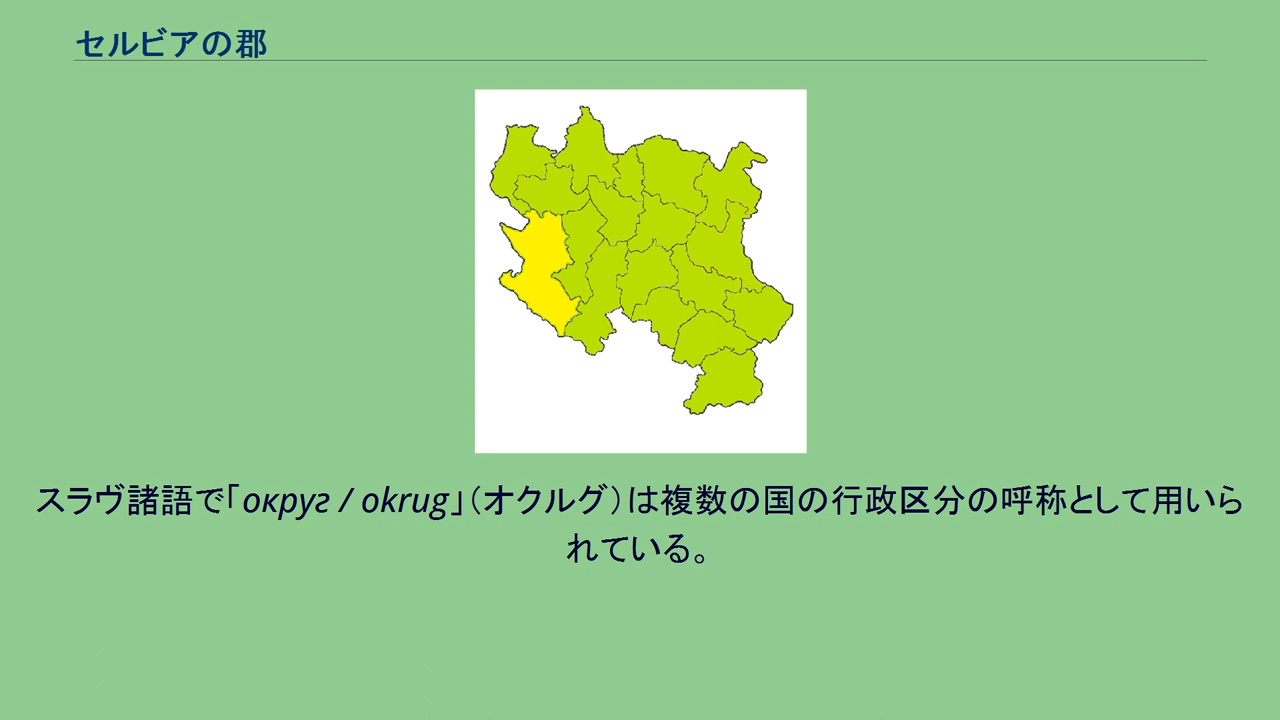 セルビアの郡
スラヴ諸語で「округ / okrug」（オクルグ）は複数の国の行政区分の呼称として用いら
れている。